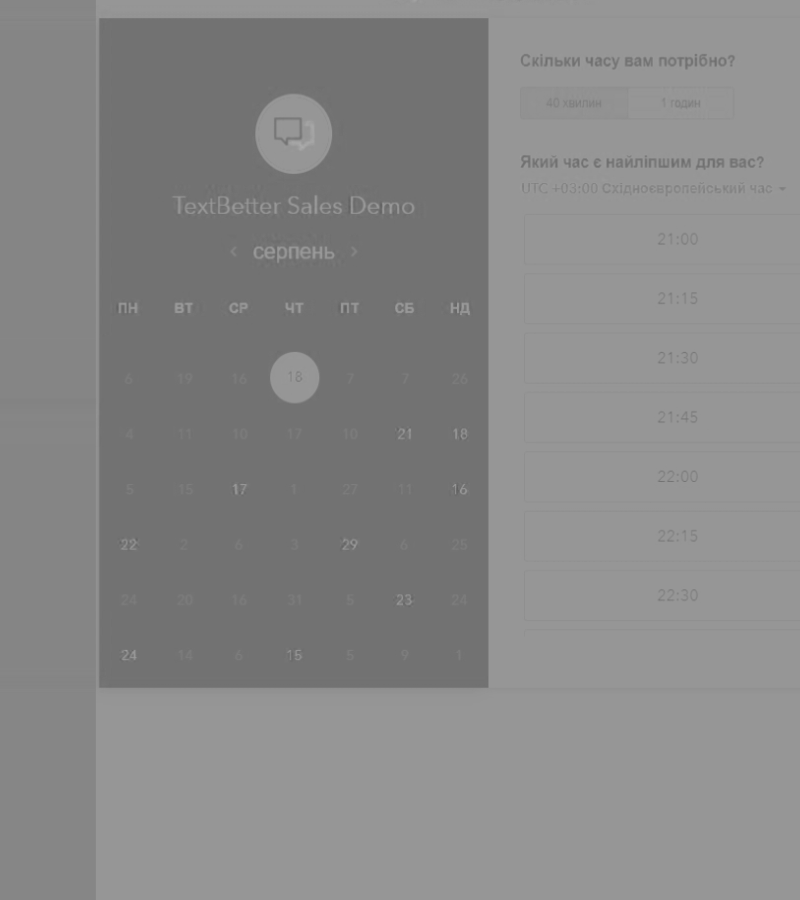 TextBetter Sales Demo
‹ серпень ›
ПН ВТ СР ЧТ ПТ СБ НД
6 19 16 18 7 7 26
4 11 10 17 10 21 18
5 15 17 1 27 11 16
22 2 6 3 29 6 25
24 20 16 31 5 23 24
24 14 6 15 5 9 1
Скільки часу вам потрібно?
40 хвилин 1 годин
Який час є найліпшим для вас?
UTC +03:00 Східноєвропейський час
21:00
21:15
21:30
21:45
22:00
22:15
22:30